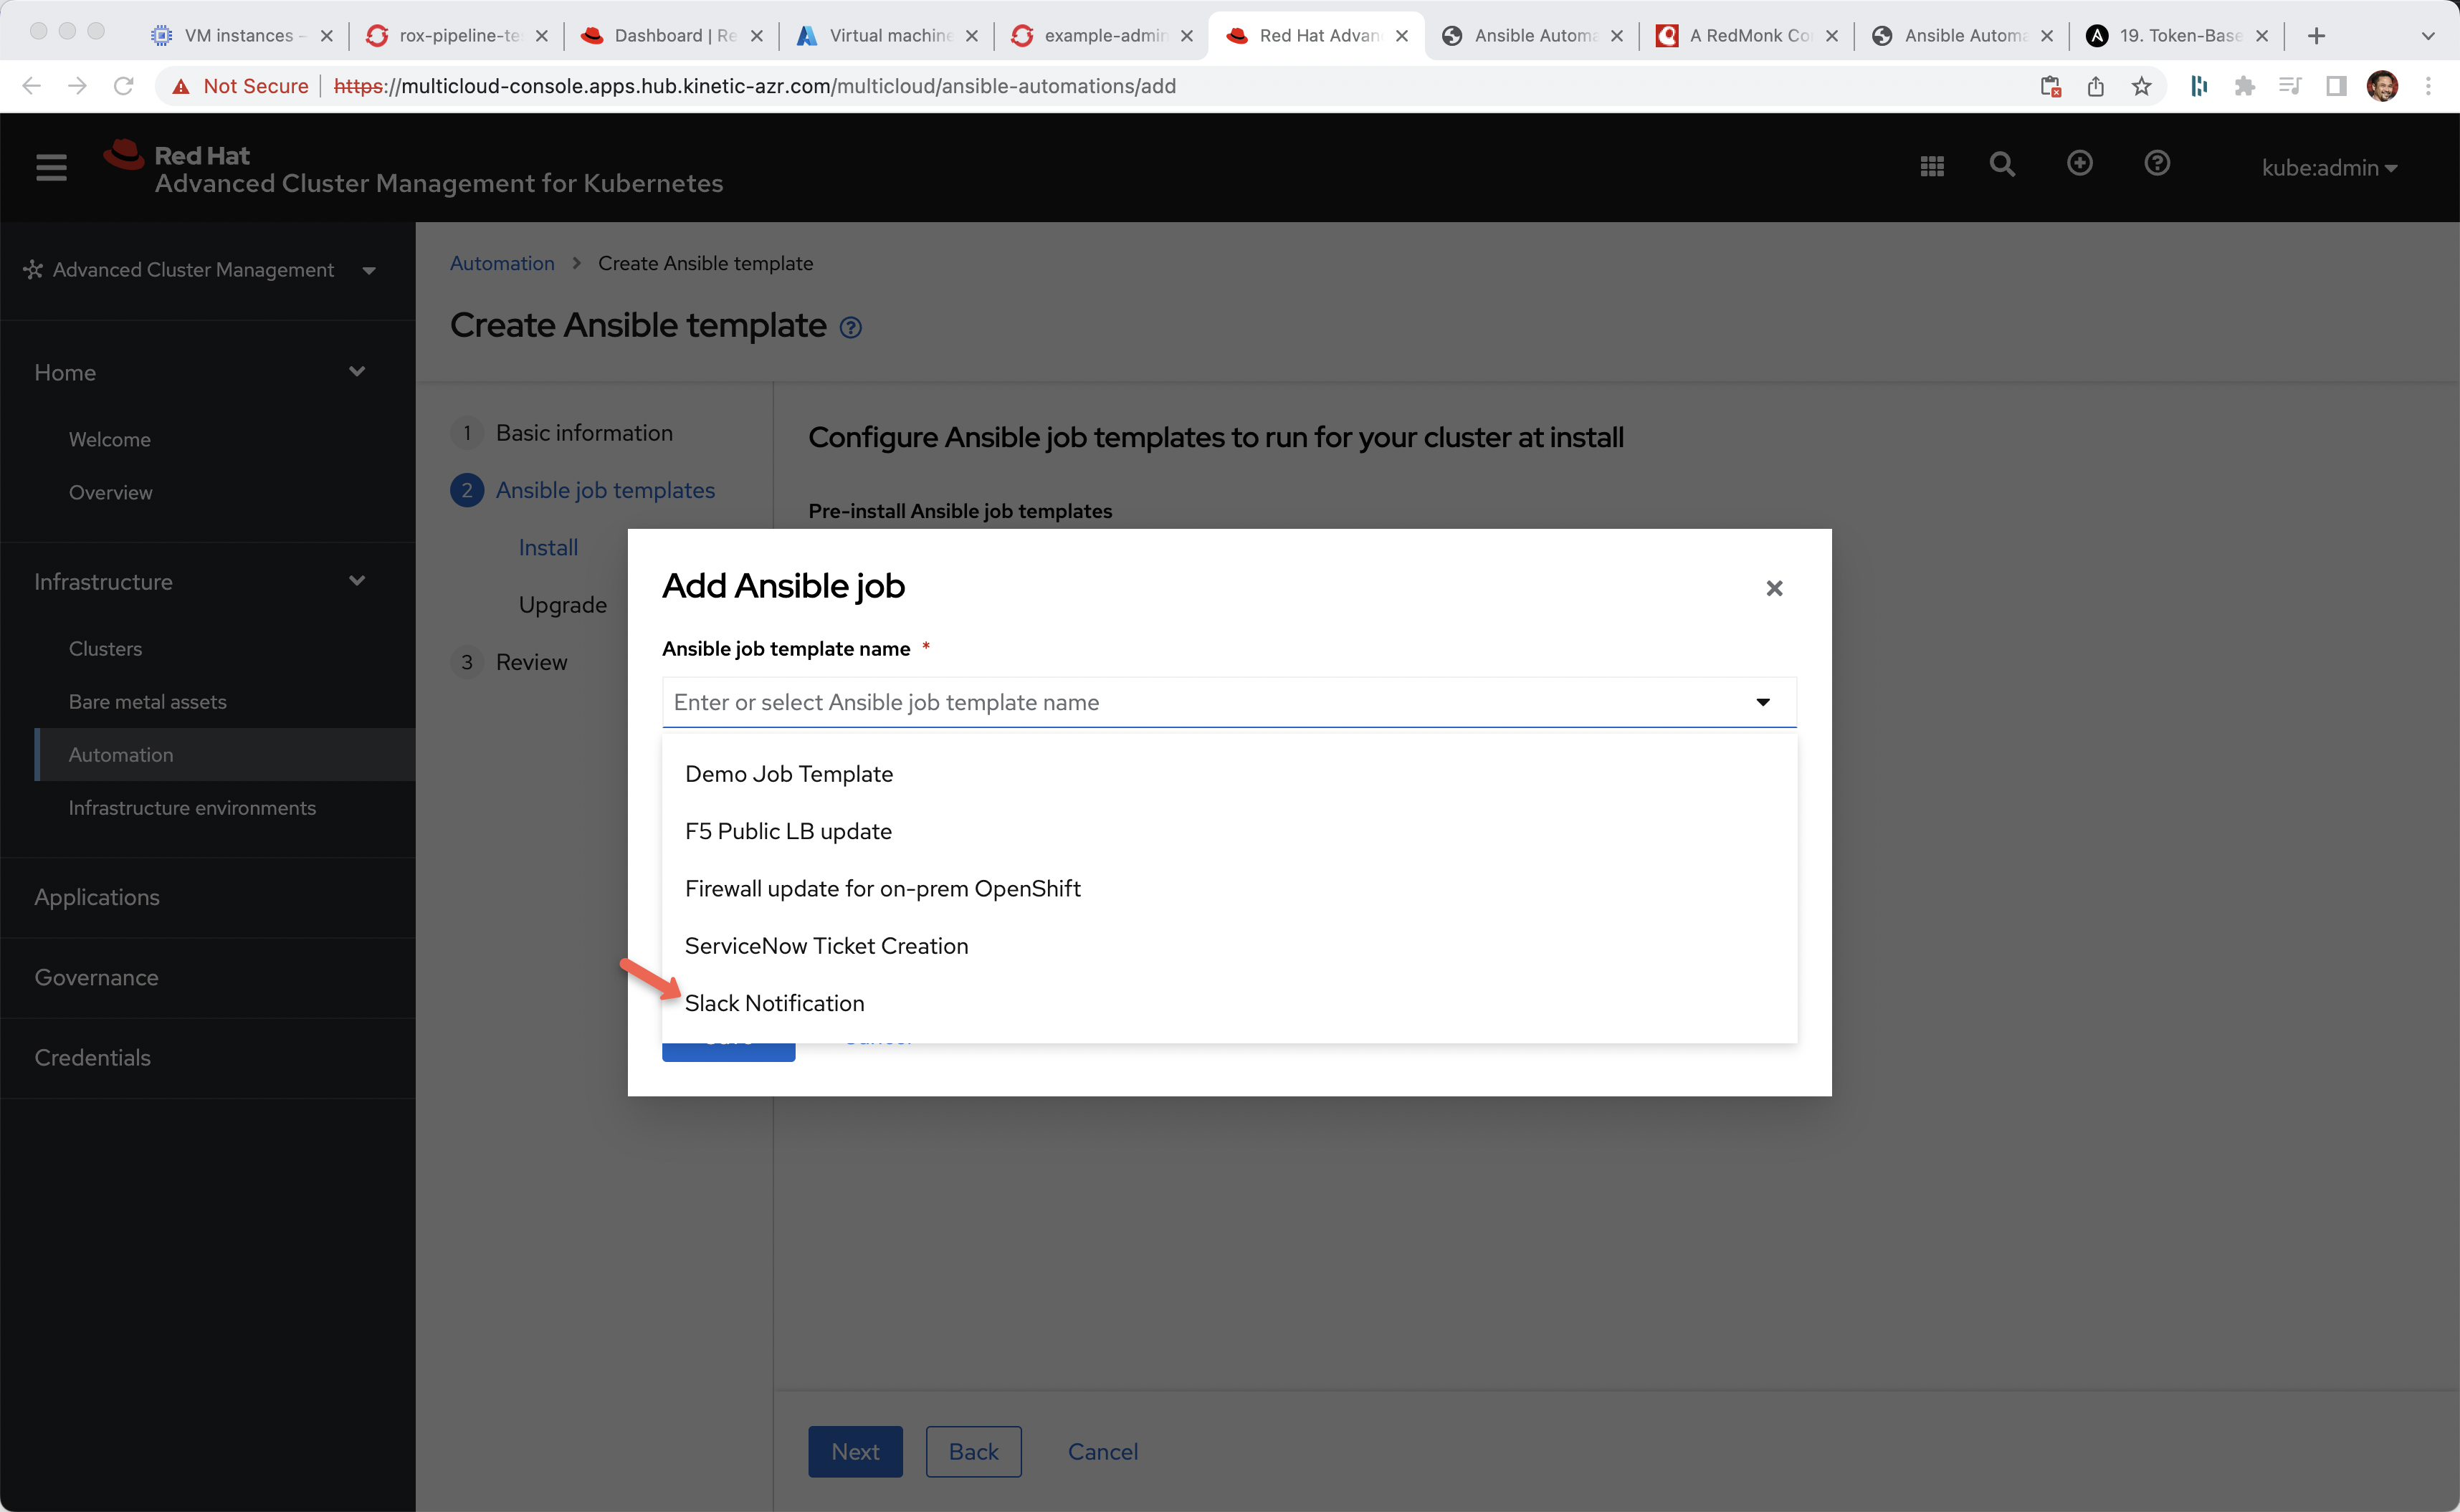 VM instances –
rox-pipeline-te
Dashboard | Re
Virtual machine
example-admin
Red Hat Advan
Ansible Automa
A RedMonk Co
Ansible Automa
19. Token-Base
Not Secure
https://multicloud-console.apps.hub.kinetic-azr.com/multicloud/ansible-automations/add
Red Hat
Advanced Cluster Management for Kubernetes
kube:admin
Advanced Cluster Management
Home
Welcome
Overview
Infrastructure
Clusters
Bare metal assets
Automation
Infrastructure environments
Applications
Governance
Credentials
Automation > Create Ansible template
Create Ansible template
1 Basic information
2 Ansible job templates
Install
Upgrade
3 Review
Configure Ansible job templates to run for your cluster at install
Pre-install Ansible job templates
Add Ansible job
Ansible job template name *
Enter or select Ansible job template name
Demo Job Template
F5 Public LB update
Firewall update for on-prem OpenShift
ServiceNow Ticket Creation
Slack Notification
Next
Back
Cancel